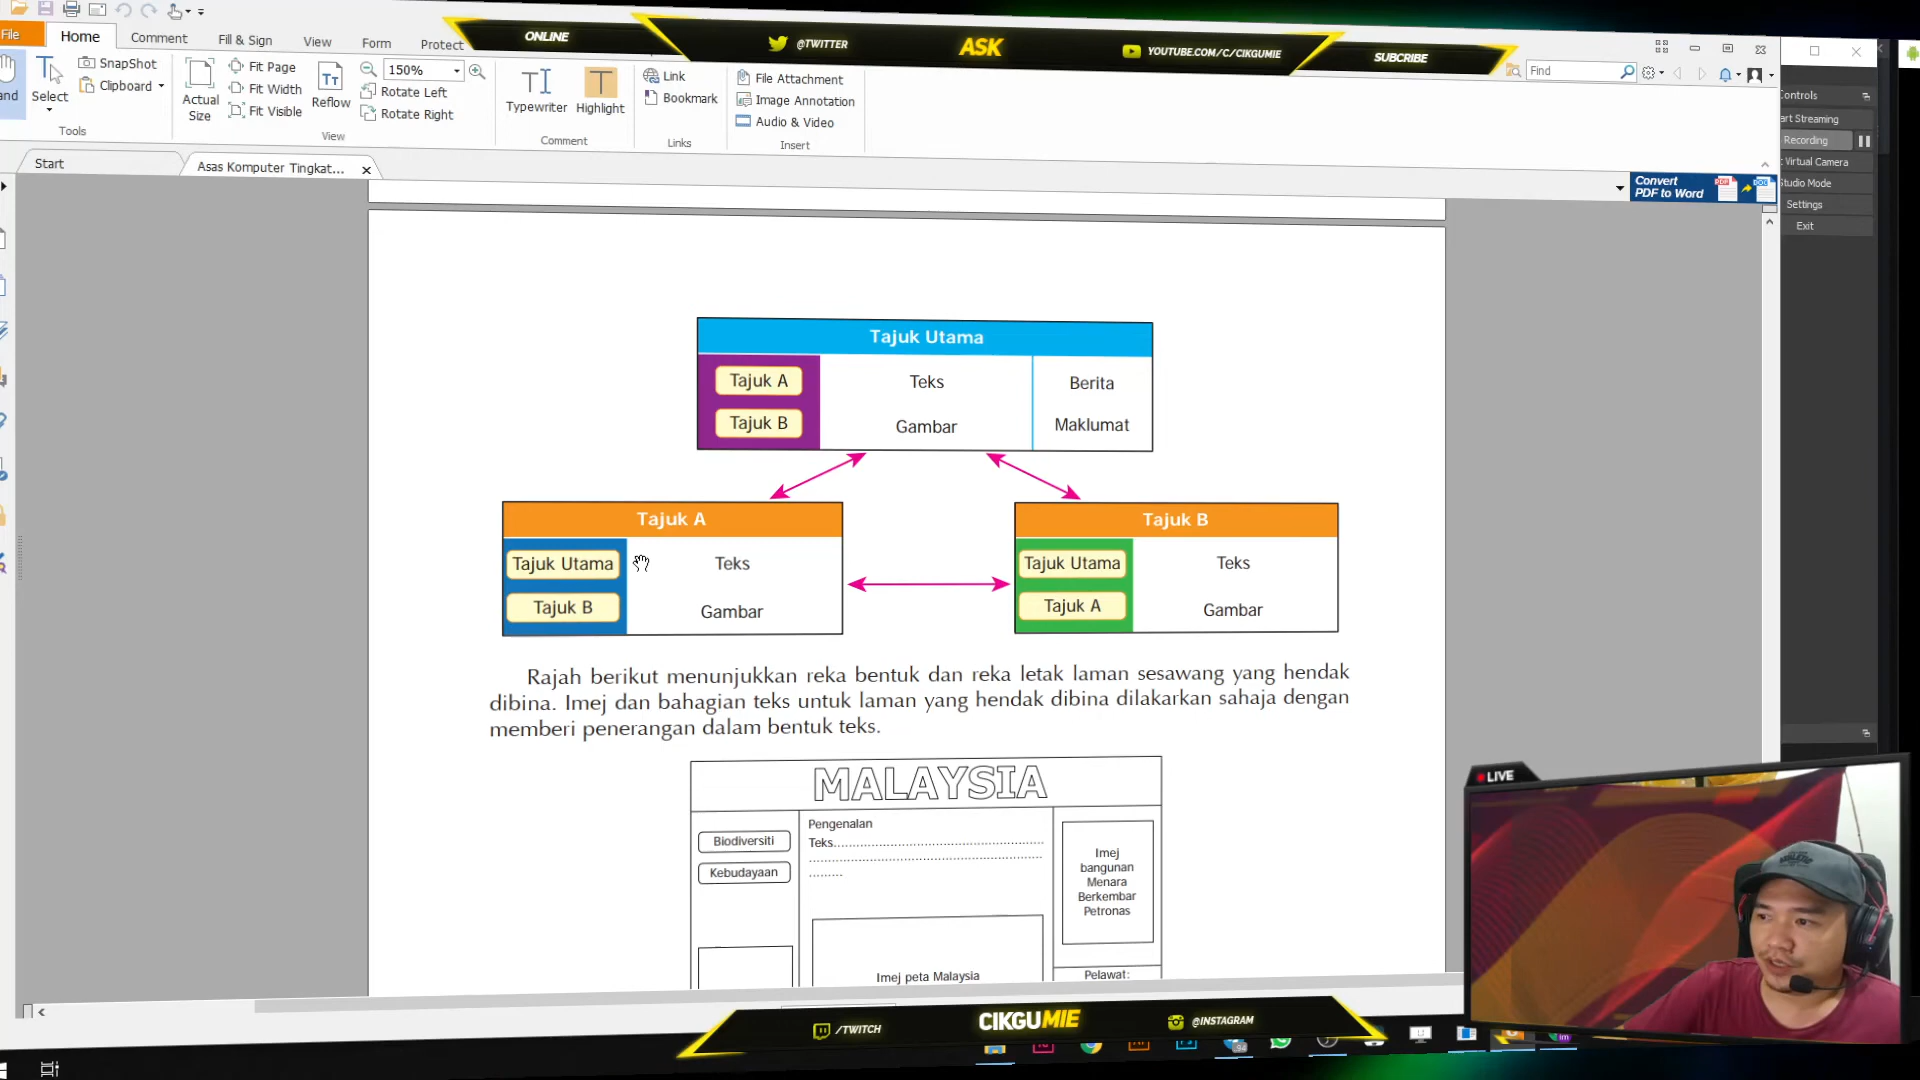 File
Home
Comment
Fill & Sign
View
Form
Protect
ONLINE
@TWITTER
ASK
YOUTUBE.COM/C/CIKGUMIE
SUBCRIBE
Select
SnapShot
Clipboard
Tools
Actual
Size
Fit Page
Fit Width
Fit Visible
Reflow
150%
Rotate Left
Rotate Right
View
Typewriter
Highlight
Comment
Link
Bookmark
Links
File Attachment
Image Annotation
Audio & Video
Insert
Find
Start
Asas Komputer Tingkat...
Convert
PDF to Word
Recording
Virtual Camera
Settings
Exit
Tajuk Utama
Tajuk A
Tajuk B
Teks
Gambar
Berita
Maklumat
Tajuk A
Tajuk Utama
Tajuk B
Teks
Gambar
Tajuk B
Tajuk Utama
Tajuk A
Teks
Gambar
Rajah berikut menunjukkan reka bentuk dan reka letak laman sesawang yang hendak
dibina. Imej dan bahagian teks untuk laman yang hendak dibina dilakarkan sahaja dengan
memberi penerangan dalam bentuk teks.
MALAYSIA
Biodiversiti
Kebudayaan
Pengenalan
Teks
Imej
bangunan
Menara
Berkembar
Petronas
Imej peta Malaysia
Pelawat:
LIVE
/TWITCH
CIKGUMIE
@INSTAGRAM